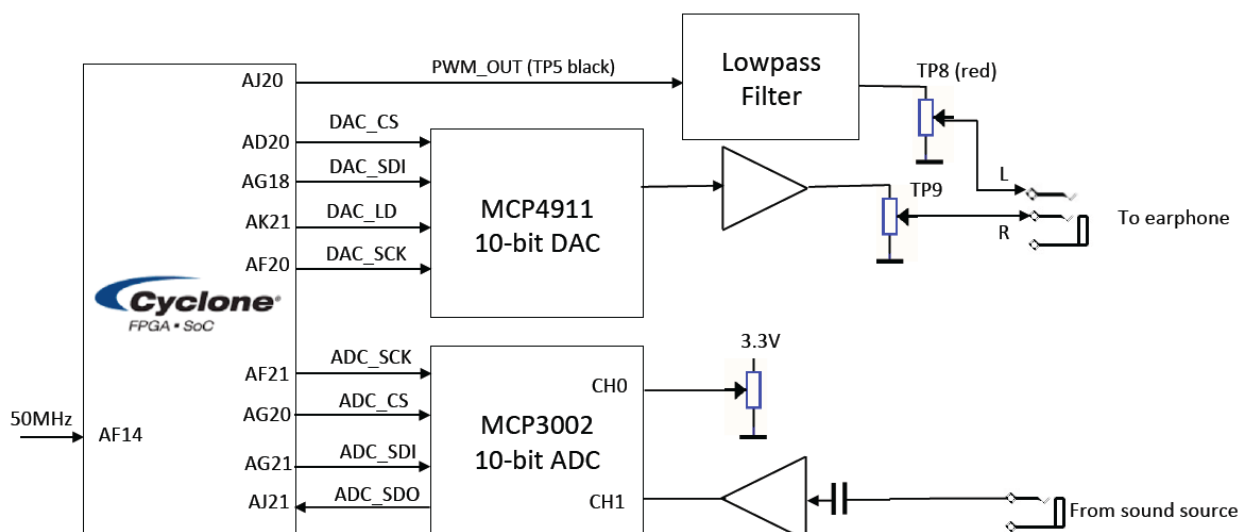 AJ20
PWM_OUT (TP5 black)
Lowpass
Filter
TP8 (red)
AD20
DAC_CS
AG18
DAC_SDI
AK21
DAC_LD
AF20
DAC_SCK
MCP4911
10-bit DAC
TP9
L
R
To earphone
Cyclone®
FPGA • SoC
50MHz
AF14
AF21
ADC_SCK
AG20
ADC_CS
AG21
ADC_SDI
AJ21
ADC_SDO
CH0
MCP3002
10-bit ADC
CH1
3.3V
From sound source